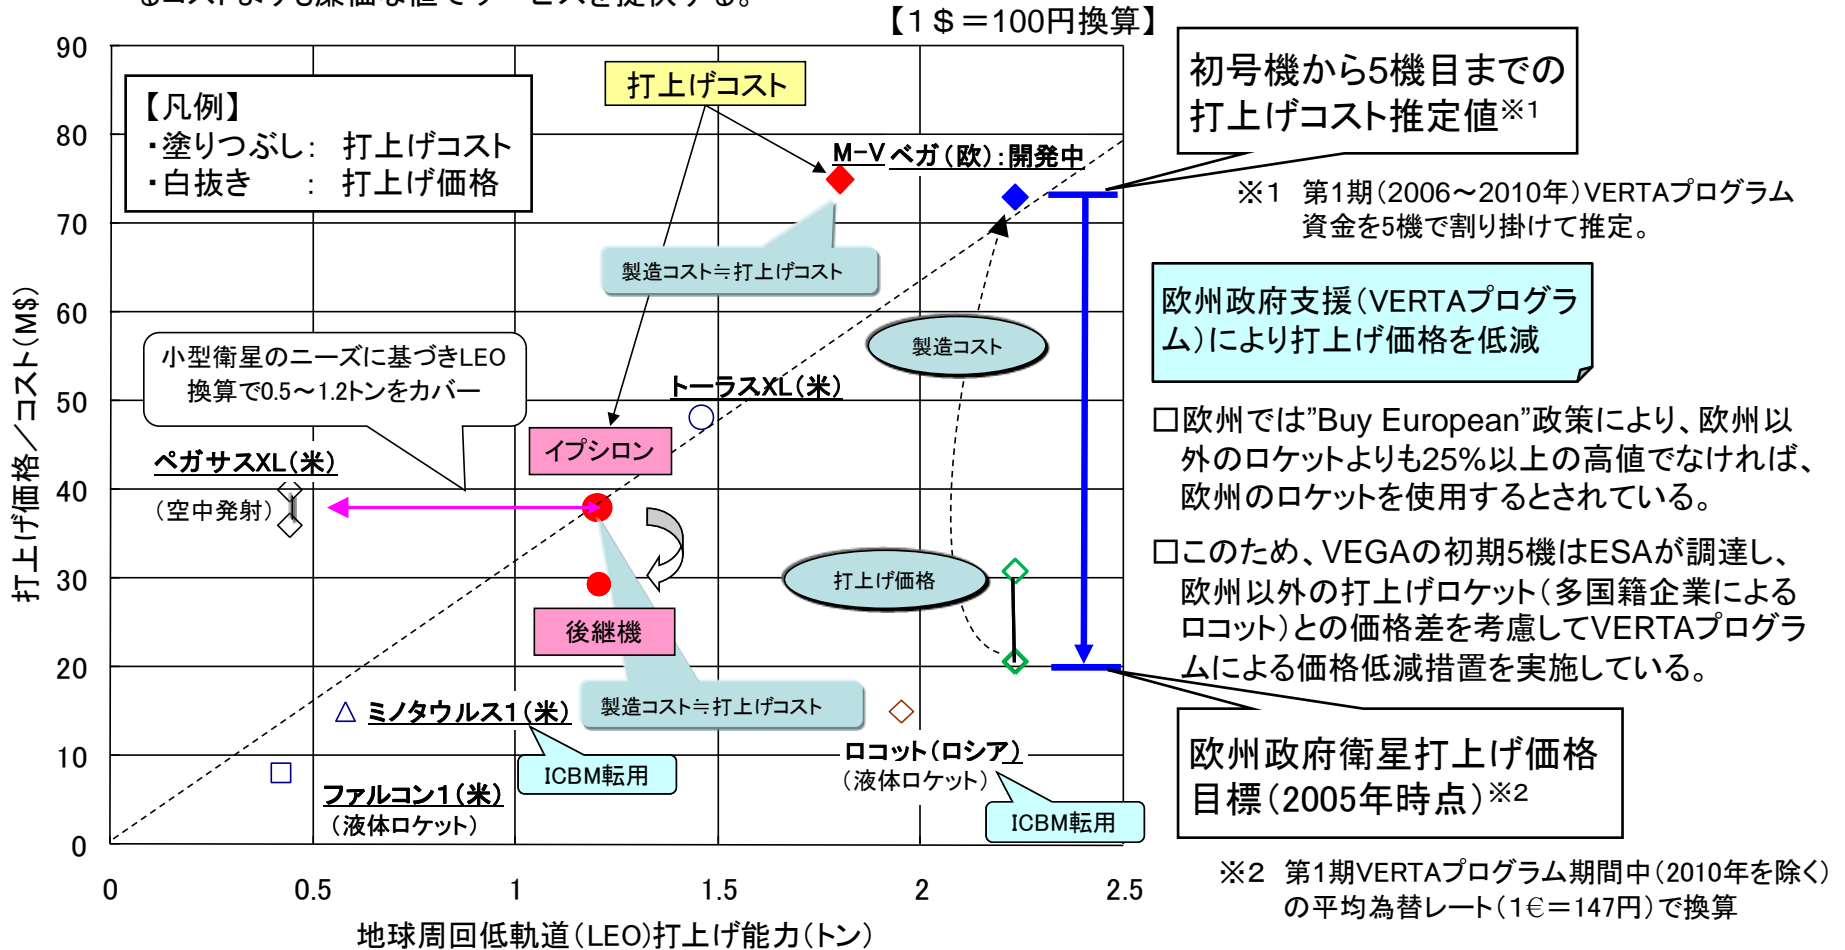 るコストよりも廉価な値でサービスを提供する。
【1＄＝100円換算】
90
80
70
60
50
40
30
20
10
0
打上げ価格／コスト(M$)
0
0.5
1
1.5
2
2.5
地球周回低軌道(LEO)打上げ能力(トン)
【凡例】
・塗りつぶし： 打上げコスト
・白抜き ： 打上げ価格
打上げコスト
M-V
ベガ(欧)：開発中
製造コスト≒打上げコスト
小型衛星のニーズに基づきLEO
換算で0.5～1.2トンをカバー
製造コスト
トーラスXL(米)
イプシロン
ペガサスXL(米)
(空中発射)
打上げ価格
後継機
製造コスト≒打上げコスト
ミノタウルス1(米)
ICBM転用
ファルコン1(米)
(液体ロケット)
ロコット(ロシア)
(液体ロケット)
ICBM転用
初号機から5機目までの
打上げコスト推定値※1
※1 第1期(2006～2010年)VERTAプログラム
資金を5機で割り掛けて推定。
欧州政府支援(VERTAプログラ
ム)により打上げ価格を低減
□欧州では”Buy European”政策により、欧州以
外のロケットよりも25%以上の高値でなければ、
欧州のロケットを使用するとされている。
□このため、VEGAの初期5機はESAが調達し、
欧州以外の打上げロケット(多国籍企業による
ロコット)との価格差を考慮してVERTAプログラ
ムによる価格低減措置を実施している。
欧州政府衛星打上げ価格
目標(2005年時点)※2
※2 第1期VERTAプログラム期間中(2010年を除く)
の平均為替レート(1€＝147円)で換算